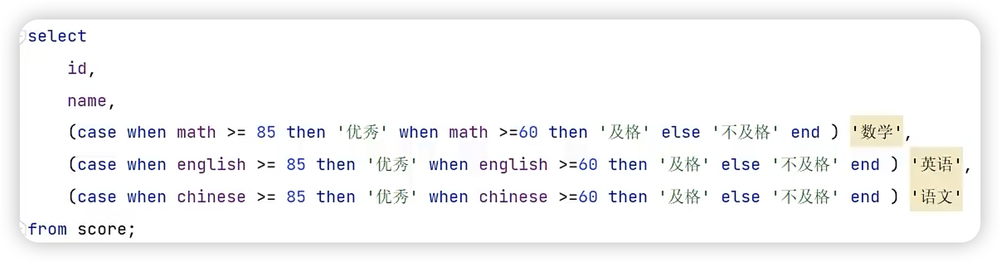 select
id,
name,
(case when math >= 85 then '优秀' when math >=60 then '及格' else '不及格' end ) '数学',
(case when english >= 85 then '优秀' when english >=60 then '及格' else '不及格' end ) '英语',
(case when chinese >= 85 then '优秀' when chinese >=60 then '及格' else '不及格' end ) '语文'
from score;